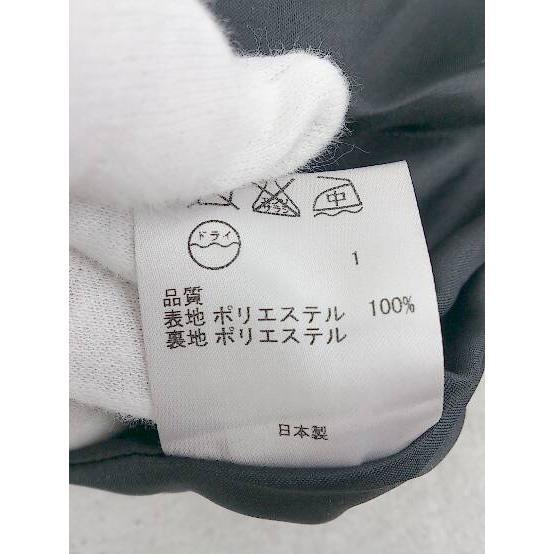 中
ドライ
1
品質
表地 ポリエステル 100%
裏地 ポリエステル
日本製